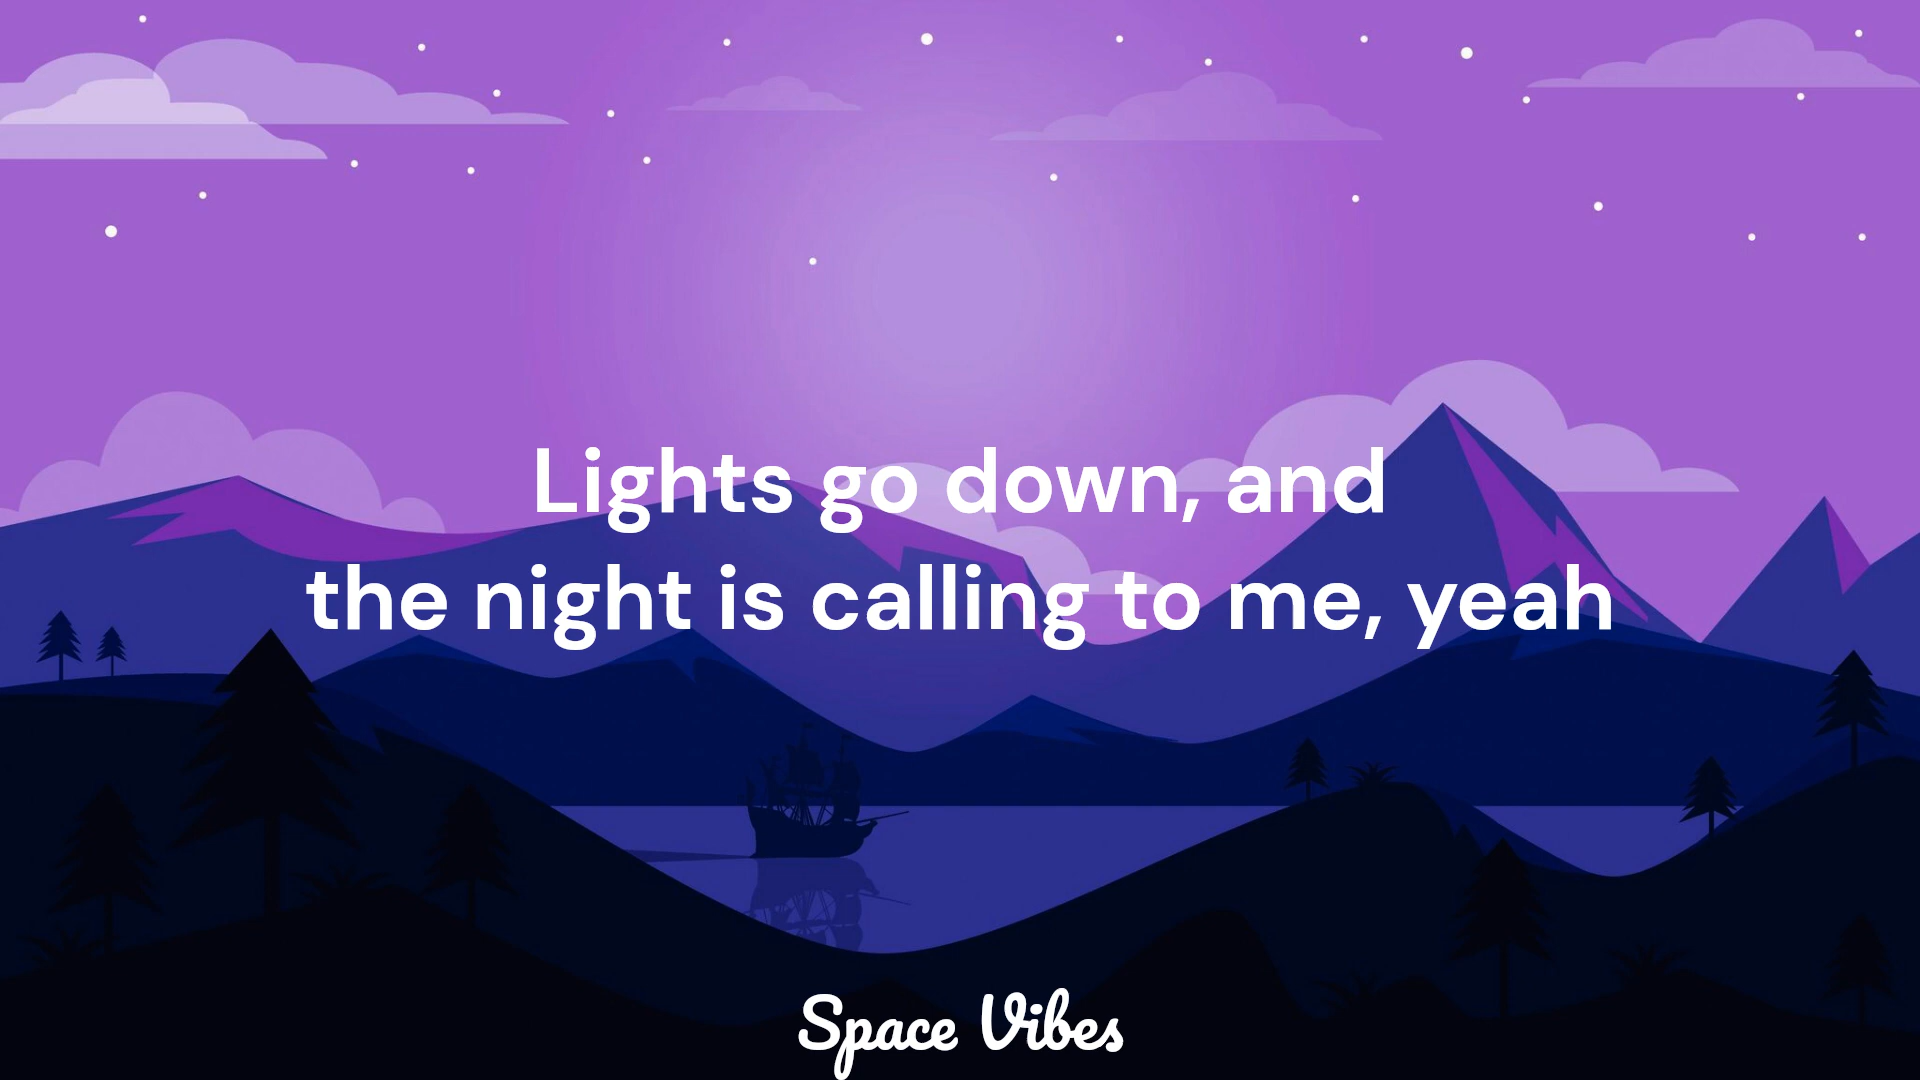 Lights go down, and
the night is calling to me, yeah
Space Vibes